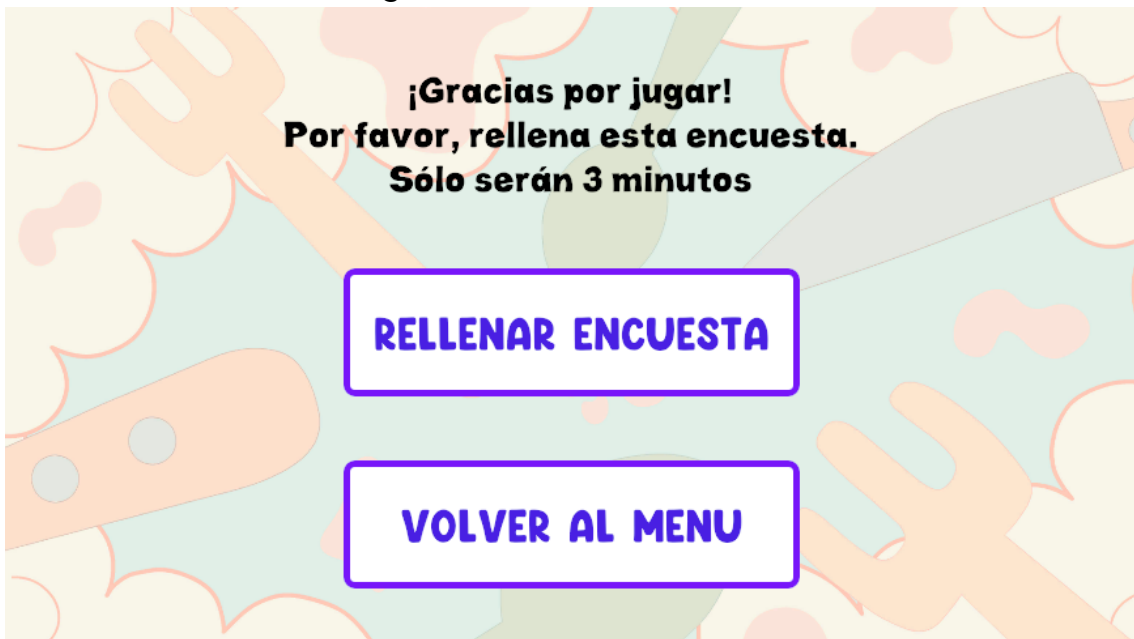 ¡Gracias por jugar!
Por favor, rellena esta encuesta.
Sólo serán 3 minutos
RELLENAR ENCUESTA
VOLVER AL MENU